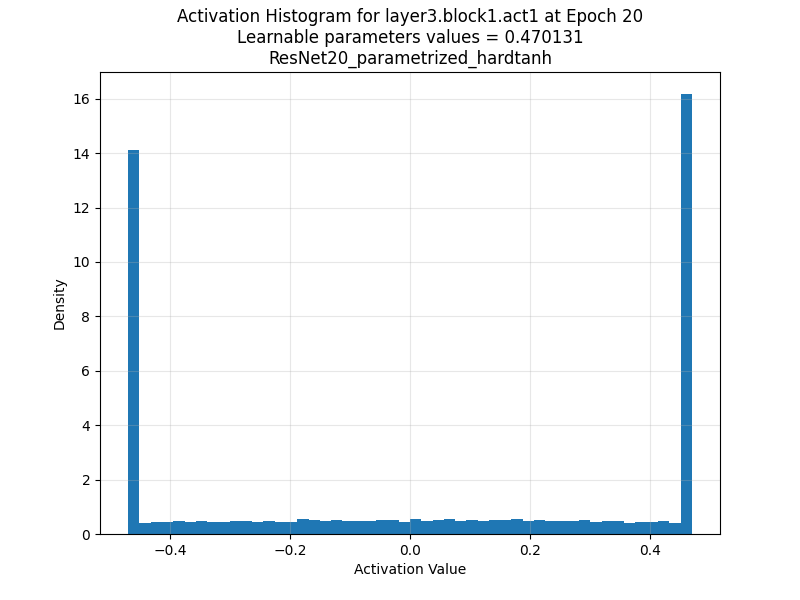 Activation Histogram for layer3.block1.act1 at Epoch 20
Learnable parameters values = 0.470131
ResNet20_parametrized_hardtanh
16
14
12
10
8
6
4
2
0
Density
−0.4
−0.2
0.0
0.2
0.4
Activation Value